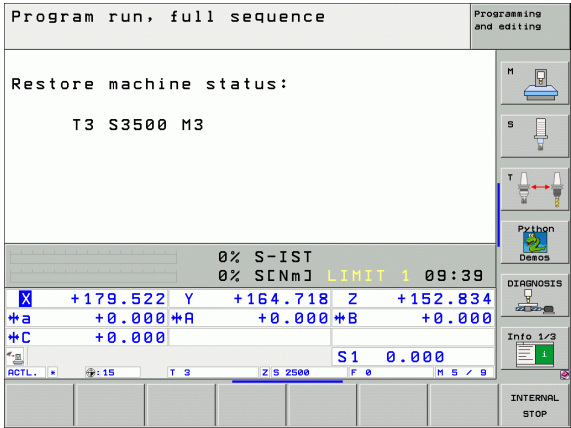 Program run, full sequence
Programming
and editing
Restore machine status:
T3 S3500 M3
M
S
T
Python
Demos
DIAGNOSIS
Info 1/3
i
0% S-IST
0% S[Nm] LIMIT 1 09:39
X +179.522 Y +164.718 Z +152.834
a +0.000 A +0.000 B +0.000
C +0.000
S1 0.000
ACTL. :15 T 3 Z S 2500 F 0 M 5 / 9
INTERNAL
STOP